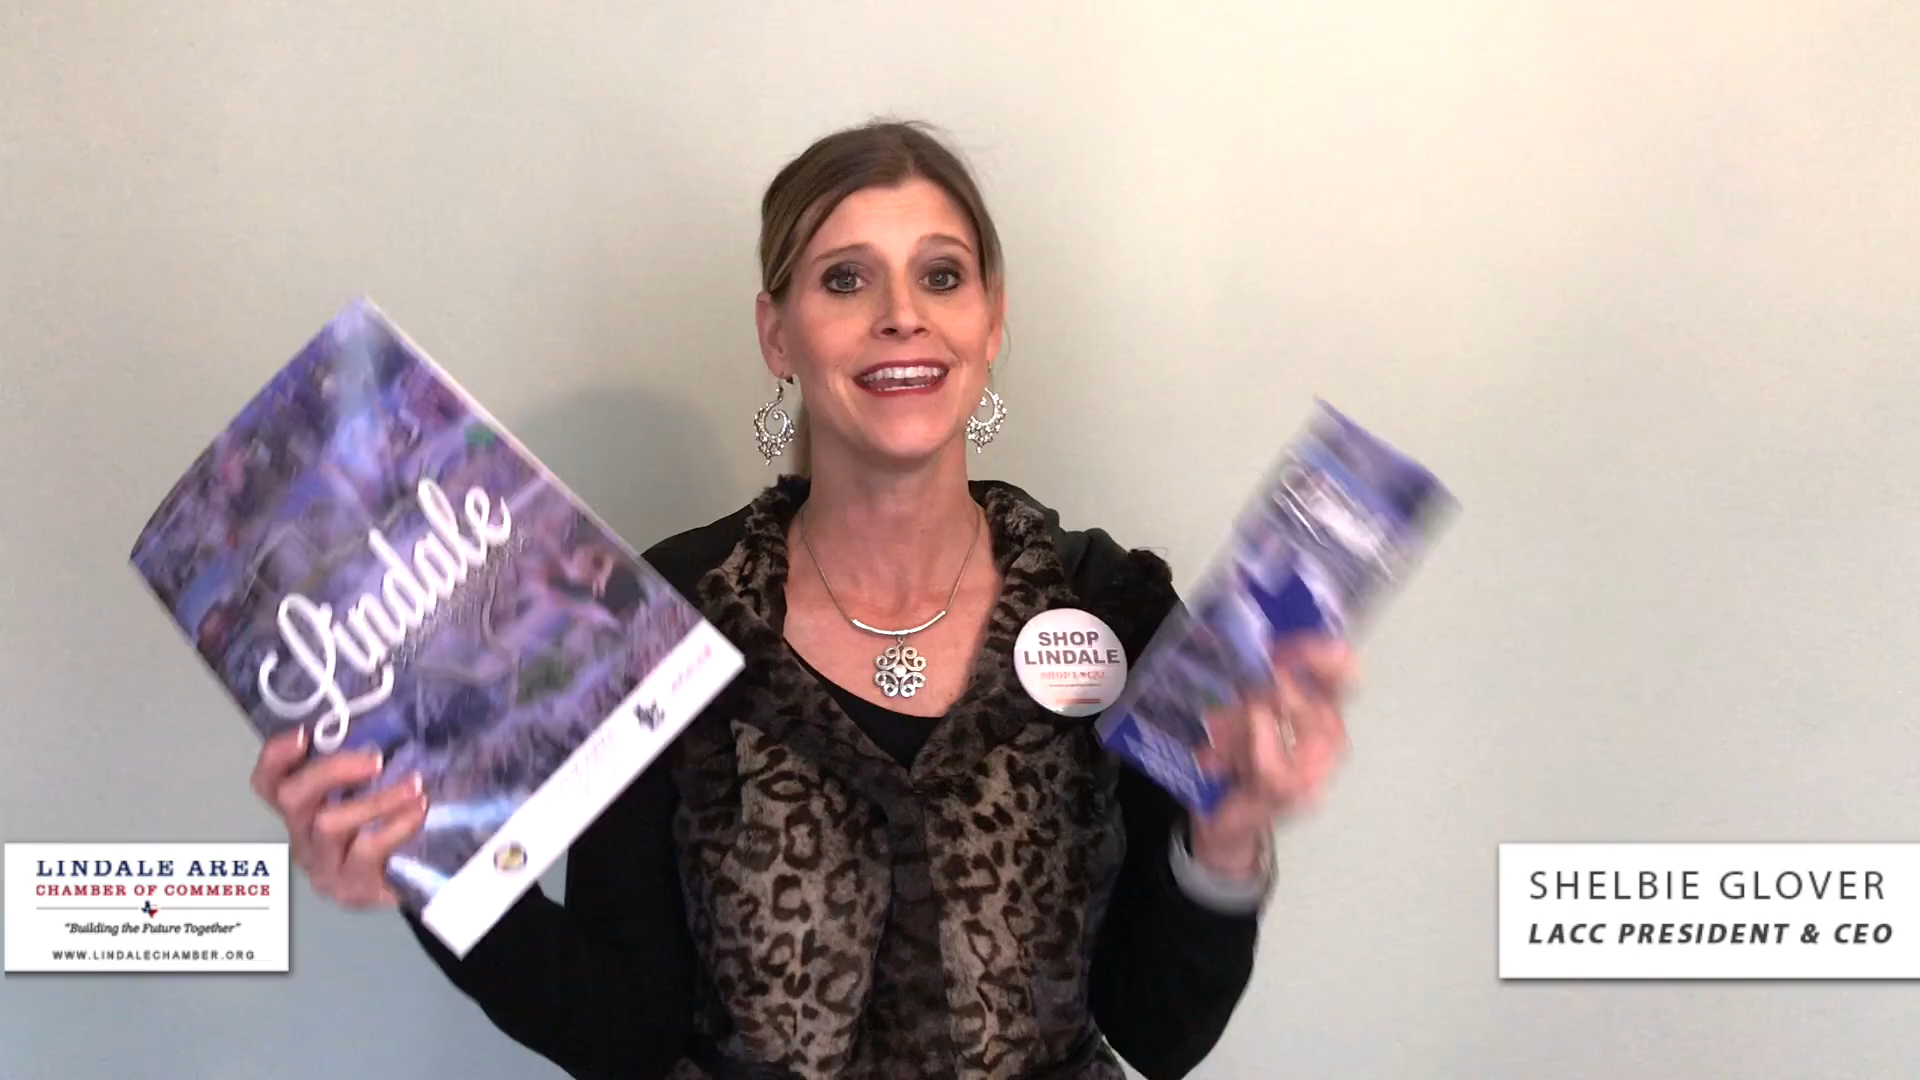 Lindale
SHOP
LINDALE
LINDALE AREA
CHAMBER OF COMMERCE
"Building the Future Together"
WWW.LINDALECHAMBER.ORG
SHELBIE GLOVER
LACC PRESIDENT & CEO